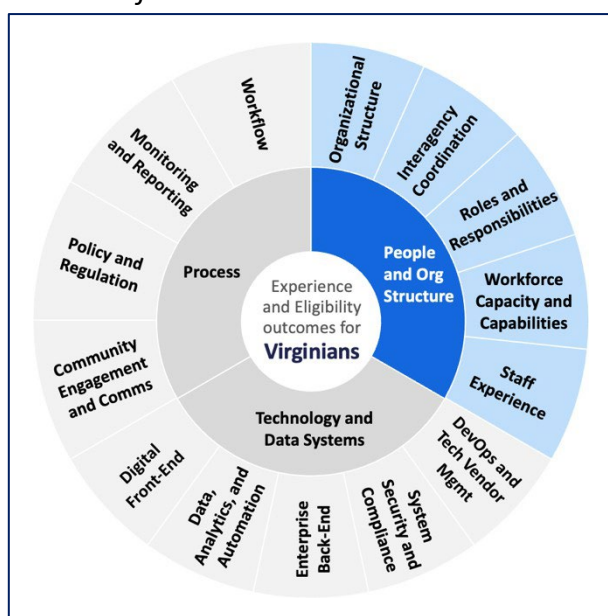 Organizational
Structure
Interagency
Coordination
Roles and
Responsibilities
Workforce
Capacity and
Capabilities
Staff
Experience
DevOps and
Tech Vendor
Mgmt
System
Security and
Compliance
Enterprise
Back-End
Data,
Analytics, and
Automation
Digital
Front-End
Community
Engagement
and Comms
Policy and
Regulation
Monitoring
and Reporting
Workflow
People
and Org
Structure
Technology and
Data Systems
Process
Experience
and Eligibility
outcomes for
Virginians